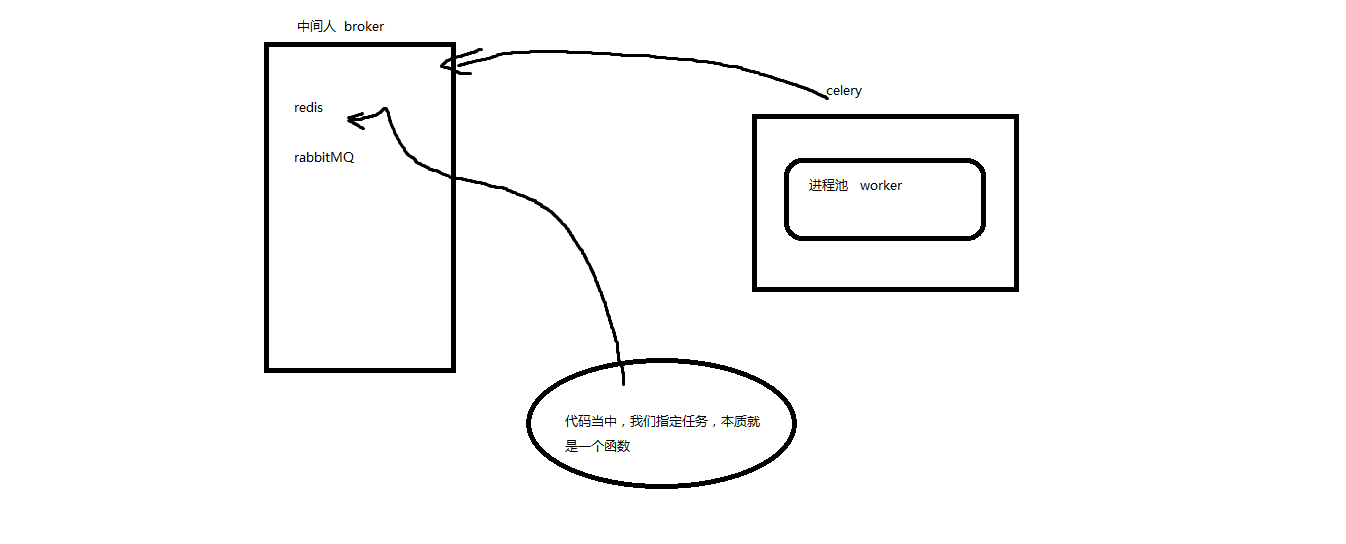 中间人 broker
redis
rabbitMQ
celery
进程池 worker
代码当中，我们指定任务，本质就
是一个函数